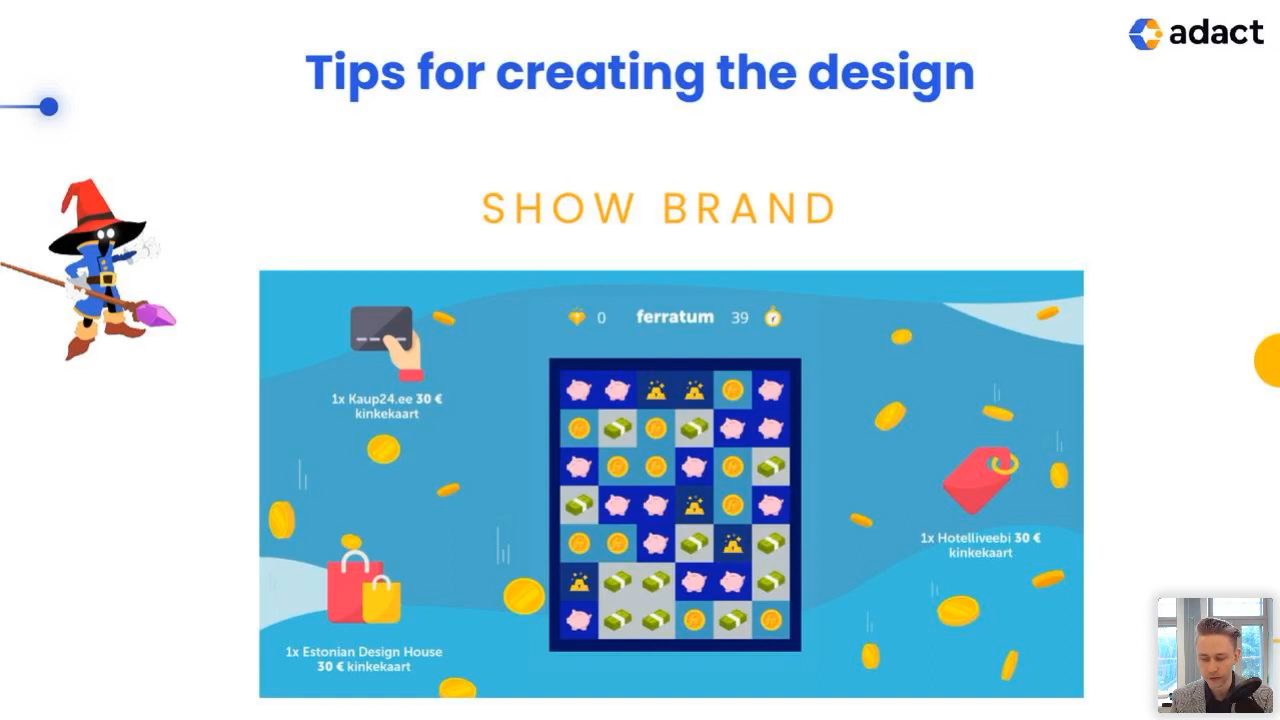 adact
Tips for creating the design
SHOW BRAND
0 ferratum 39
1x Kaup24.ee 30 €
kinkekaart
1x Hotelliveebi 30 €
kinkekaart
1x Estonian Design House
30 € kinkekaart